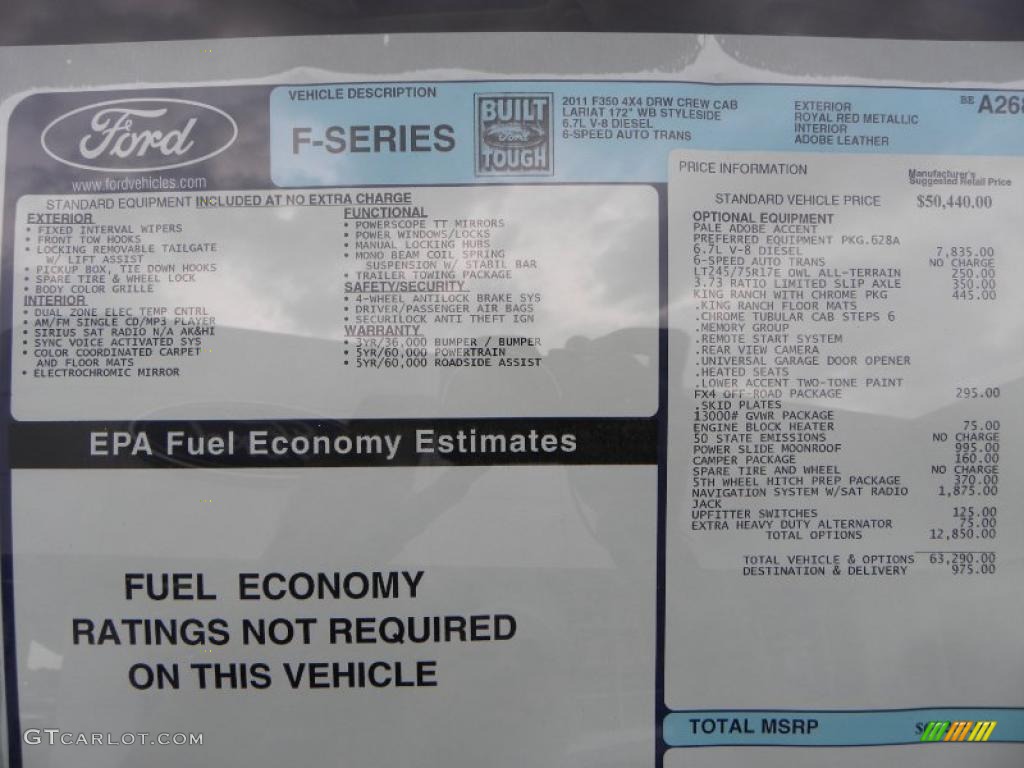 Ford
www.fordvehicles.com
VEHICLE DESCRIPTION
F-SERIES
BUILT
Ford
TOUGH
2011 F350 4X4 DRW CREW CAB
LARIAT 172" WB STYLESIDE
6.7L V-8 DIESEL
6-SPEED AUTO TRANS
EXTERIOR
ROYAL RED METALLIC
INTERIOR
ADOBE LEATHER
BE A268
STANDARD EQUIPMENT INCLUDED AT NO EXTRA CHARGE
EXTERIOR
• FIXED INTERVAL WIPERS
• FRONT TOW HOOKS
• LOCKING REMOVABLE TAILGATE
W/ LIFT ASSIST
• PICKUP BOX, TIE DOWN HOOKS
• SPARE TIRE & WHEEL LOCK
• BODY COLOR GRILLE
INTERIOR
• DUAL ZONE ELEC TEMP CNTRL
• AM/FM SINGLE CD/MP3 PLAYER
• SIRIUS SAT RADIO N/A AK&HI
• SYNC VOICE ACTIVATED SYS
• COLOR COORDINATED CARPET
AND FLOOR MATS
• ELECTROCHROMIC MIRROR
FUNCTIONAL
• POWERSCOPE TT MIRRORS
• POWER WINDOWS/LOCKS
• MANUAL LOCKING HUBS
• MONO BEAM COIL SPRING
SUSPENSION W/ STABIL BAR
• TRAILER TOWING PACKAGE
SAFETY/SECURITY
• 4-WHEEL ANTILOCK BRAKE SYS
• DRIVER/PASSENGER AIR BAGS
• SECURILOCK ANTI THEFT IGN
WARRANTY
• 3YR/36,000 BUMPER / BUMPER
• 5YR/60,000 POWERTRAIN
• 5YR/60,000 ROADSIDE ASSIST
EPA Fuel Economy Estimates
FUEL ECONOMY
RATINGS NOT REQUIRED
ON THIS VEHICLE
PRICE INFORMATION
Manufacturer's
Suggested Retail Price
STANDARD VEHICLE PRICE $50,440.00
OPTIONAL EQUIPMENT
PALE ADOBE ACCENT
PREFERRED EQUIPMENT PKG.628A
6.7L V-8 DIESEL 7,835.00
6-SPEED AUTO TRANS NO CHARGE
LT245/75R17E OWL ALL-TERRAIN 250.00
3.73 RATIO LIMITED SLIP AXLE 350.00
KING RANCH WITH CHROME PKG 445.00
.KING RANCH FLOOR MATS
.CHROME TUBULAR CAB STEPS 6
.MEMORY GROUP
.REMOTE START SYSTEM
.REAR VIEW CAMERA
.UNIVERSAL GARAGE DOOR OPENER
.HEATED SEATS
.LOWER ACCENT TWO-TONE PAINT
FX4 OFF-ROAD PACKAGE 295.00
.SKID PLATES
13000# GVWR PACKAGE
ENGINE BLOCK HEATER 75.00
50 STATE EMISSIONS NO CHARGE
POWER SLIDE MOONROOF 995.00
CAMPER PACKAGE 160.00
SPARE TIRE AND WHEEL NO CHARGE
5TH WHEEL HITCH PREP PACKAGE 370.00
NAVIGATION SYSTEM W/SAT RADIO 1,875.00
JACK
UPFITTER SWITCHES 125.00
EXTRA HEAVY DUTY ALTERNATOR 75.00
TOTAL OPTIONS 12,850.00
TOTAL VEHICLE & OPTIONS 63,290.00
DESTINATION & DELIVERY 975.00
TOTAL MSRP $
GTCARLOT.COM